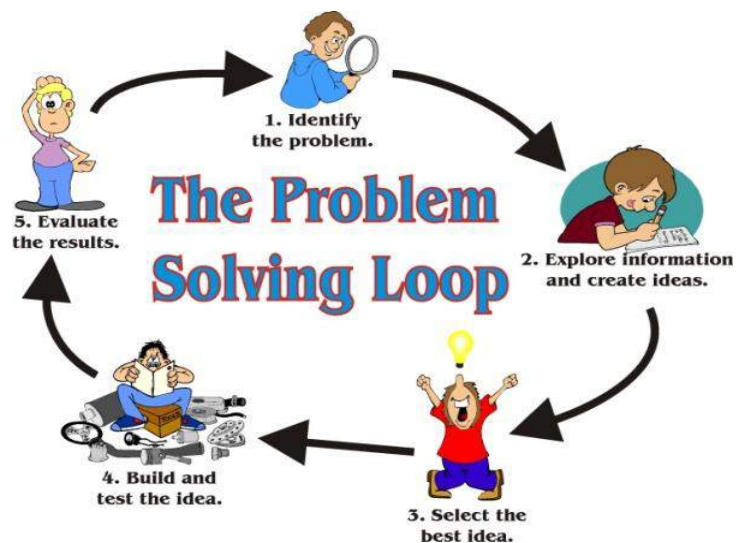 The Problem
Solving Loop
1. Identify
the problem.
2. Explore information
and create ideas.
3. Select the
best idea.
4. Build and
test the idea.
5. Evaluate
the results.